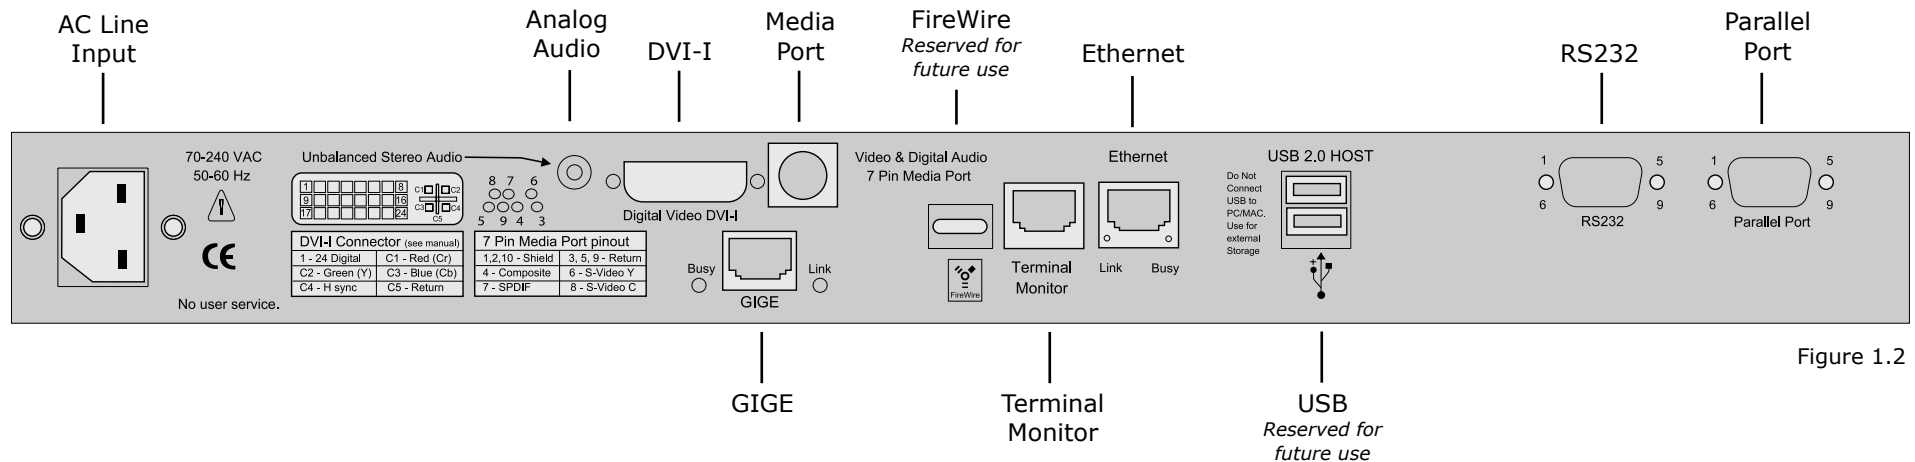 AC Line
Input
Analog
Audio
DVI-I
Media
Port
FireWire
Reserved for
future use
Ethernet
RS232
Parallel
Port
70-240 VAC
50-60 Hz
CE
No user service.
Unbalanced Stereo Audio
1 8
9 16
17 24
C1 C2
C3 C4
C5
8 7 6
5 9 4 3
DVI-I Connector (see manual)
1 - 24 Digital C1 - Red (Cr)
C2 - Green (Y) C3 - Blue (Cb)
C4 - H sync C5 - Return
7 Pin Media Port pinout
1,2,10 - Shield 3, 5, 9 - Return
4 - Composite 6 - S-Video Y
7 - SPDIF 8 - S-Video C
Digital Video DVI-I
Busy
Link
GIGE
Video & Digital Audio
7 Pin Media Port
FireWire
Terminal
Monitor
Ethernet
Link Busy
USB 2.0 HOST
Do Not
Connect
USB to
PC/MAC.
Use for
external
Storage
1 5
6 9
RS232
1 5
6 9
Parallel Port
Figure 1.2
GIGE
Terminal
Monitor
USB
Reserved for
future use